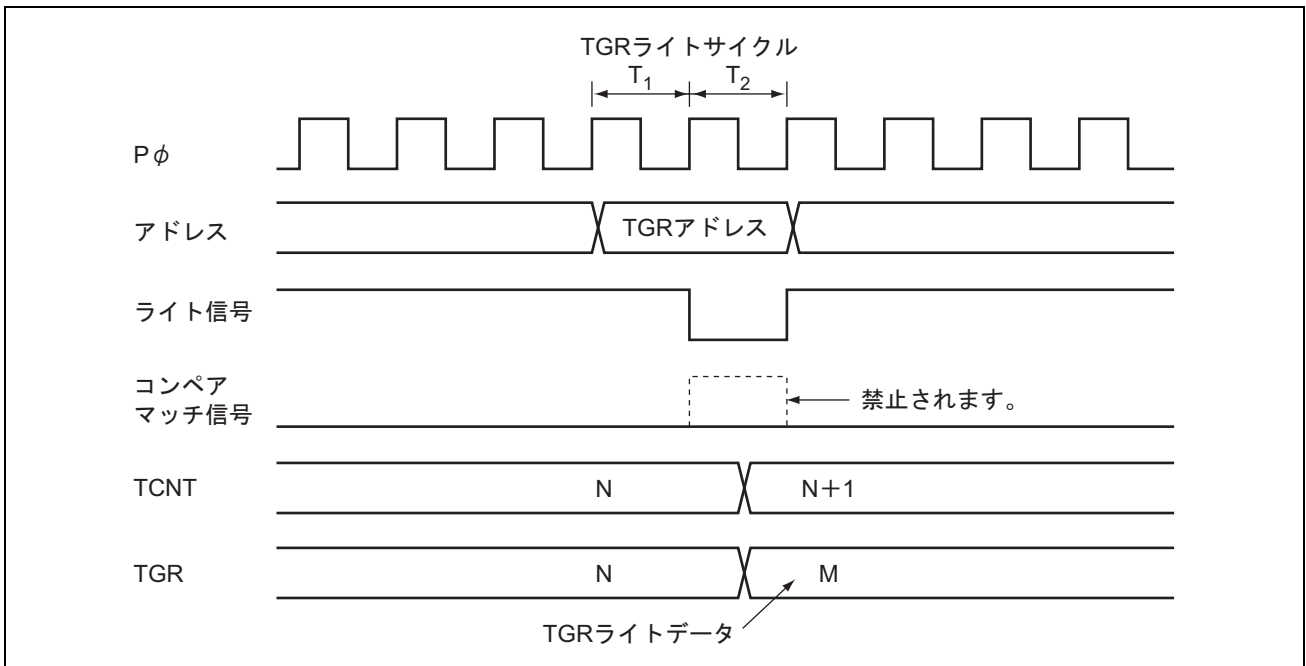 TGRライトサイクル
T1 T2
Pφ
アドレス TGRアドレス
ライト信号
コンペア
マッチ信号 禁止されます。
TCNT N N+1
TGR N M
TGRライトデータ